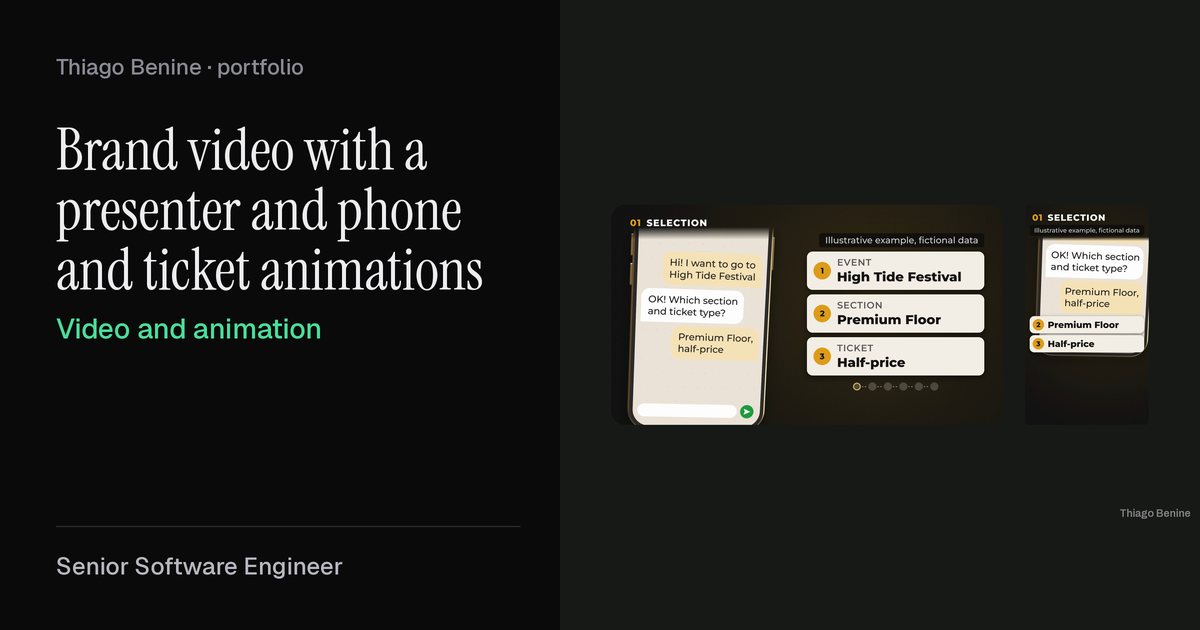 Thiago Benine · portfolio
Brand video with a
presenter and phone
and ticket animations
Video and animation
Senior Software Engineer
01 SELECTION
Hi! I want to go to
High Tide Festival
OK! Which section
and ticket type?
Premium Floor,
half-price
Illustrative example, fictional data
1 EVENT
High Tide Festival
2 SECTION
Premium Floor
3 TICKET
Half-price
01 SELECTION
Illustrative example, fictional data
OK! Which section
and ticket type?
Premium Floor,
half-price
2 Premium Floor
3 Half-price
Thiago Benine